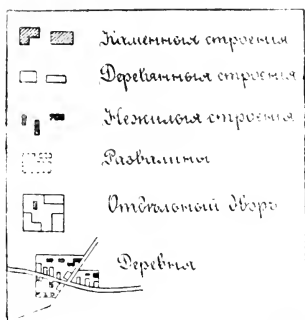 Каменныя строенія
Деревянныя строенія
Нежилыя строенія
Развалины
Отдѣльный дворъ
Деревня